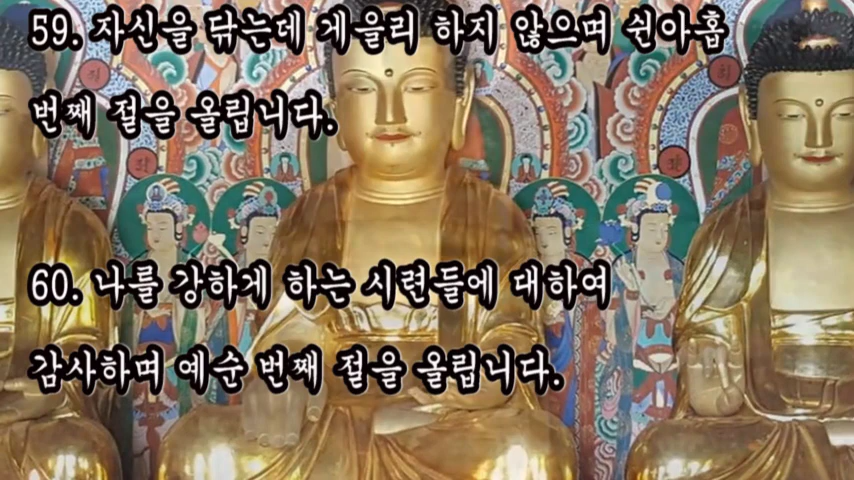 59. 자신을 닦는데 게을리 하지 않으며 쉰아홉
번째 절을 올립니다.
60. 나를 강하게 하는 시련들에 대하여
감사하며 예순 번째 절을 올립니다.